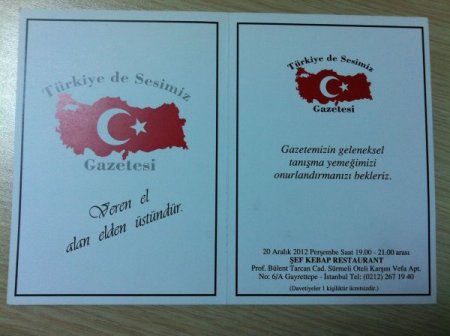 Türkiye de Sesimiz
Gazetesi
Veren el
alan elden üstündür.
Türkiye de Sesimiz
Gazetesi
Gazetemizin geleneksel
tanışma yemeğimizi
onurlandırmanızı bekleriz.
20 Aralık 2012 Perşembe Saat 19.00 - 21.00 arası
ŞEF KEBAP RESTAURANT
Prof. Bülent Tarcan Cad. Sürmeli Oteli Karşısı Vefa Apt.
No: 6/A Gayrettepe - İstanbul Tel: (0212) 267 19 40
(Davetiyeler 1 kişiliktir ücretsizdir.)